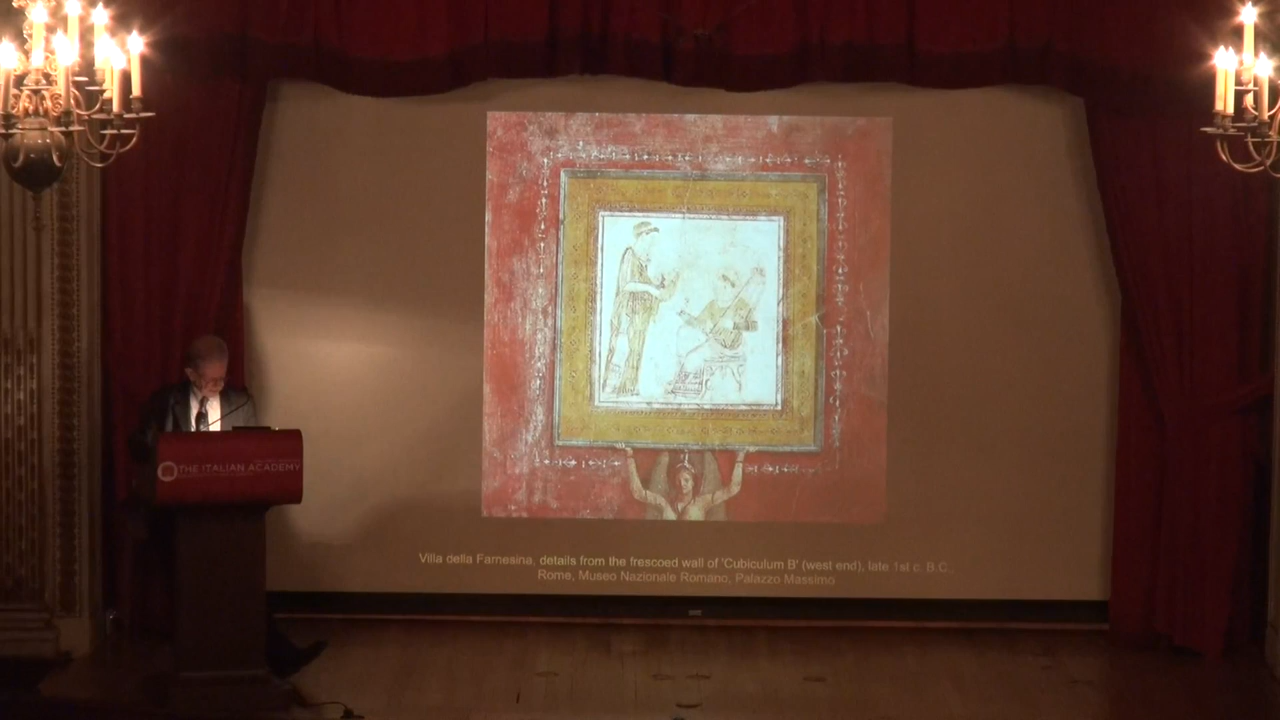 THE ITALIAN ACADEMY
Villa della Farnesina, details from the frescoed wall of 'Cubiculum B' (west end), late 1st c. B.C.,
Rome, Museo Nazionale Romano, Palazzo Massimo